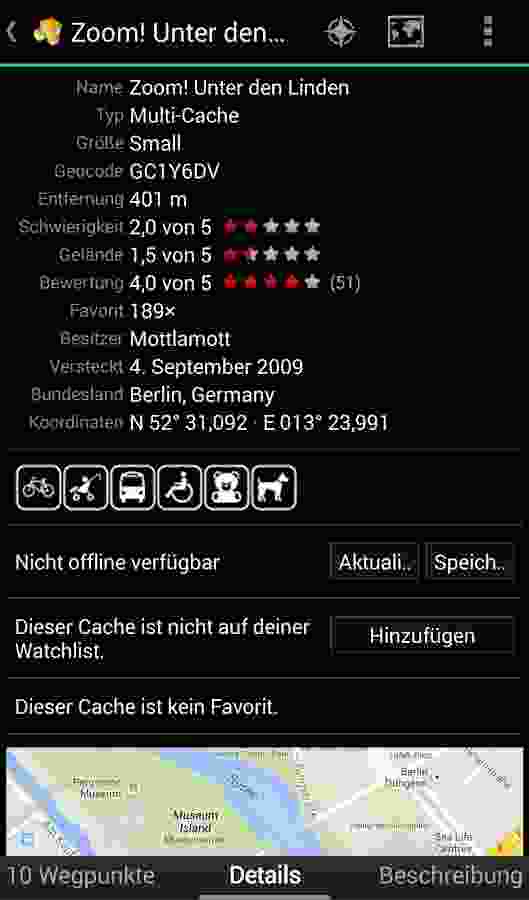 Zoom! Unter den...
Name Zoom! Unter den Linden
Typ Multi-Cache
Größe Small
Geocode GC1Y6DV
Entfernung 401 m
Schwierigkeit 2,0 von 5
Gelände 1,5 von 5
Bewertung 4,0 von 5 (51)
Favorit 189×
Besitzer Mottlamott
Versteckt 4. September 2009
Bundesland Berlin, Germany
Koordinaten N 52° 31,092 · E 013° 23,991
Nicht offline verfügbar
Aktuali..
Speich..
Dieser Cache ist nicht auf deiner
Watchlist.
Hinzufügen
Dieser Cache ist kein Favorit.
Berlin
Dungeon
Pergamon
Museum
Museum
Island
Sea Life
Centre
10 Wegpunkte
Details
Beschreibung